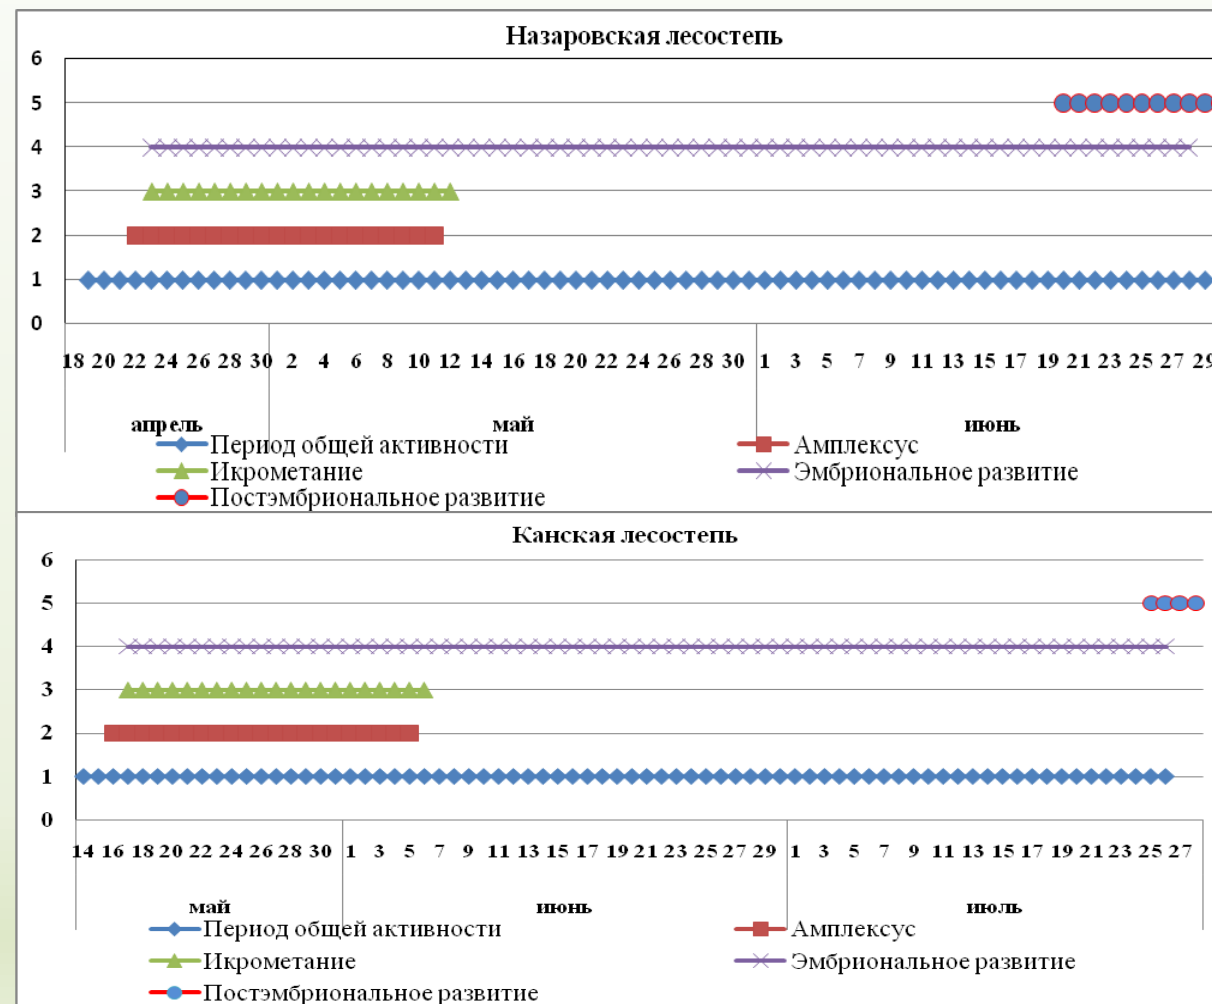 Назаровская лесостепь
6
5
4
3
2
1
0
18 20 22 24 26 28 30 2 4 6 8 10 12 14 16 18 20 22 24 26 28 30 1 3 5 7 9 11 13 15 17 19 21 23 25 27 29
апрель май июнь
Период общей активности Амплексус
Икрометание Эмбриональное развитие
Постэмбриональное развитие
Канская лесостепь
6
5
4
3
2
1
0
14 16 18 20 22 24 26 28 30 1 3 5 7 9 11 13 15 17 19 21 23 25 27 29 1 3 5 7 9 11 13 15 17 19 21 23 25 27
май июнь июль
Период общей активности Амплексус
Икрометание Эмбриональное развитие
Постэмбриональное развитие